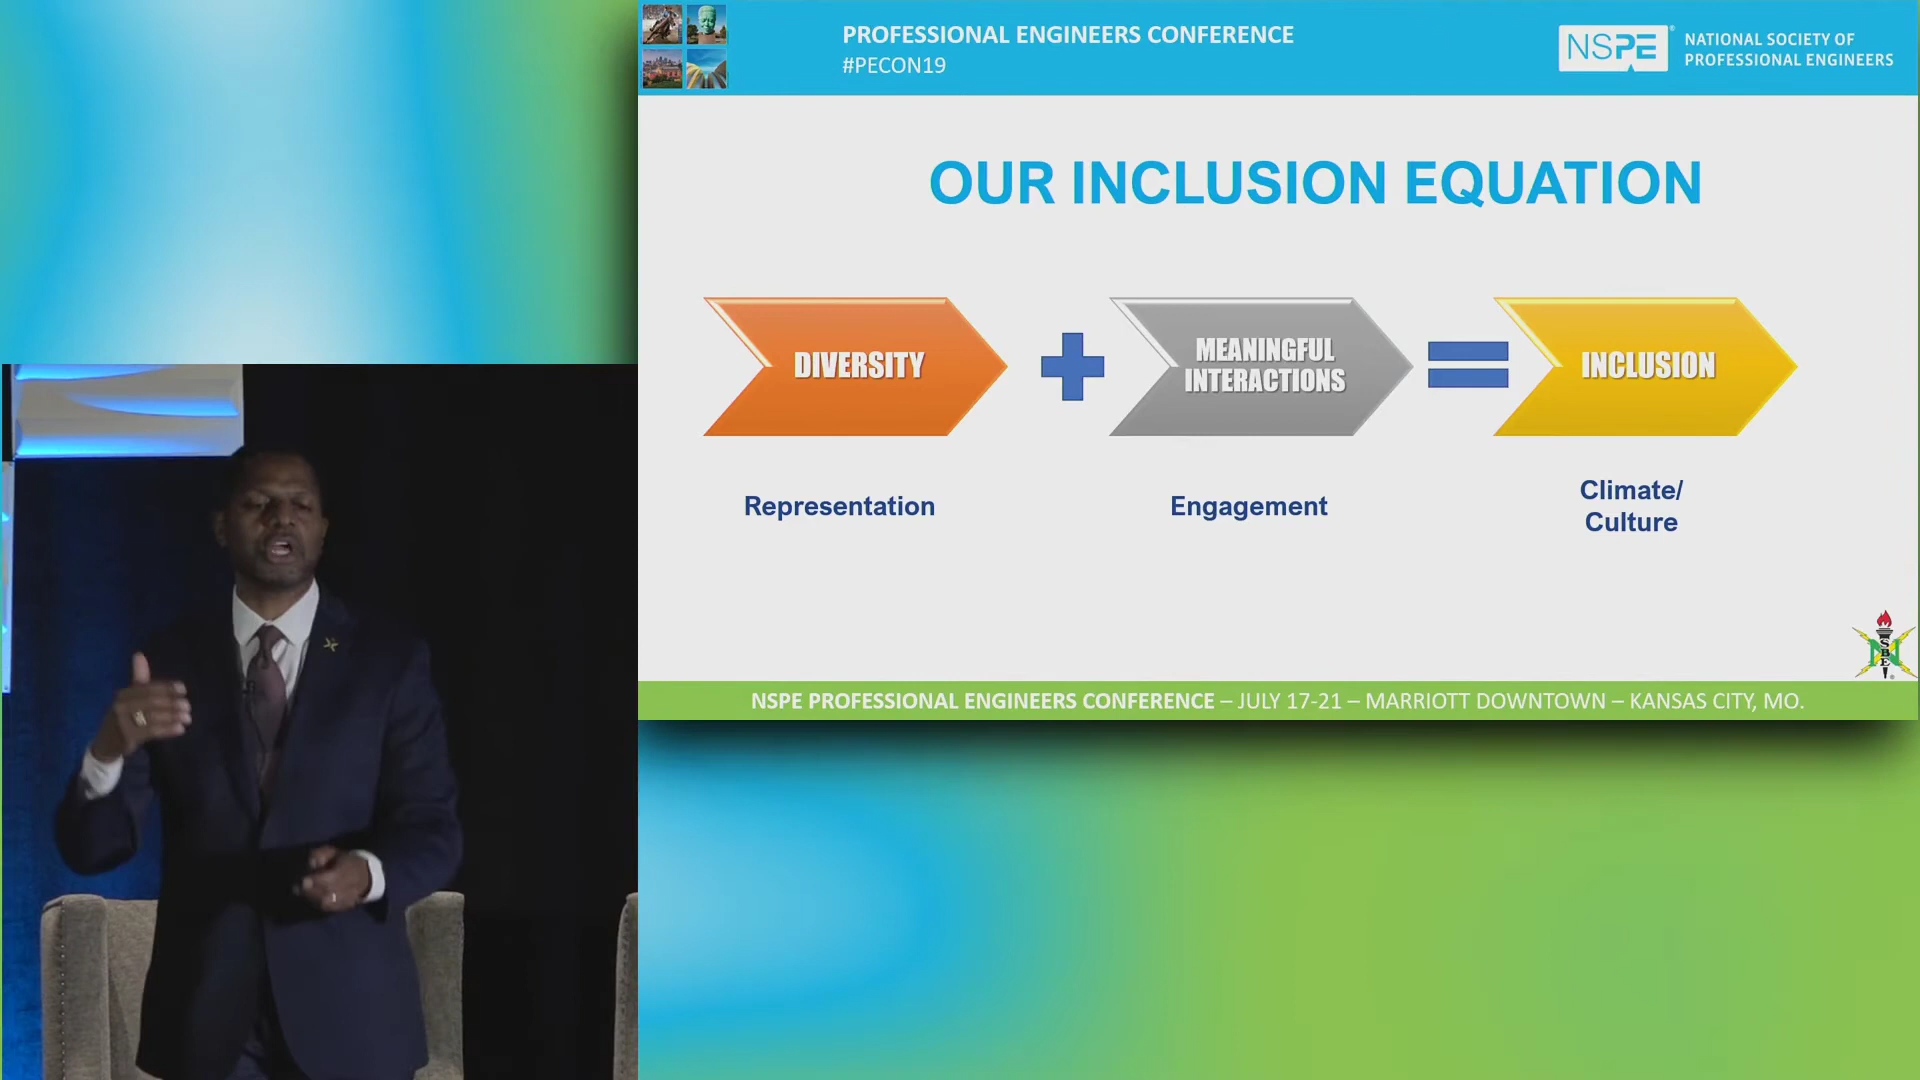 PROFESSIONAL ENGINEERS CONFERENCE
#PECON19
NSPE
NATIONAL SOCIETY OF
PROFESSIONAL ENGINEERS
OUR INCLUSION EQUATION
DIVERSITY
MEANINGFUL
INTERACTIONS
INCLUSION
Representation
Engagement
Climate/
Culture
NSBE
NSPE PROFESSIONAL ENGINEERS CONFERENCE – JULY 17-21 – MARRIOTT DOWNTOWN – KANSAS CITY, MO.